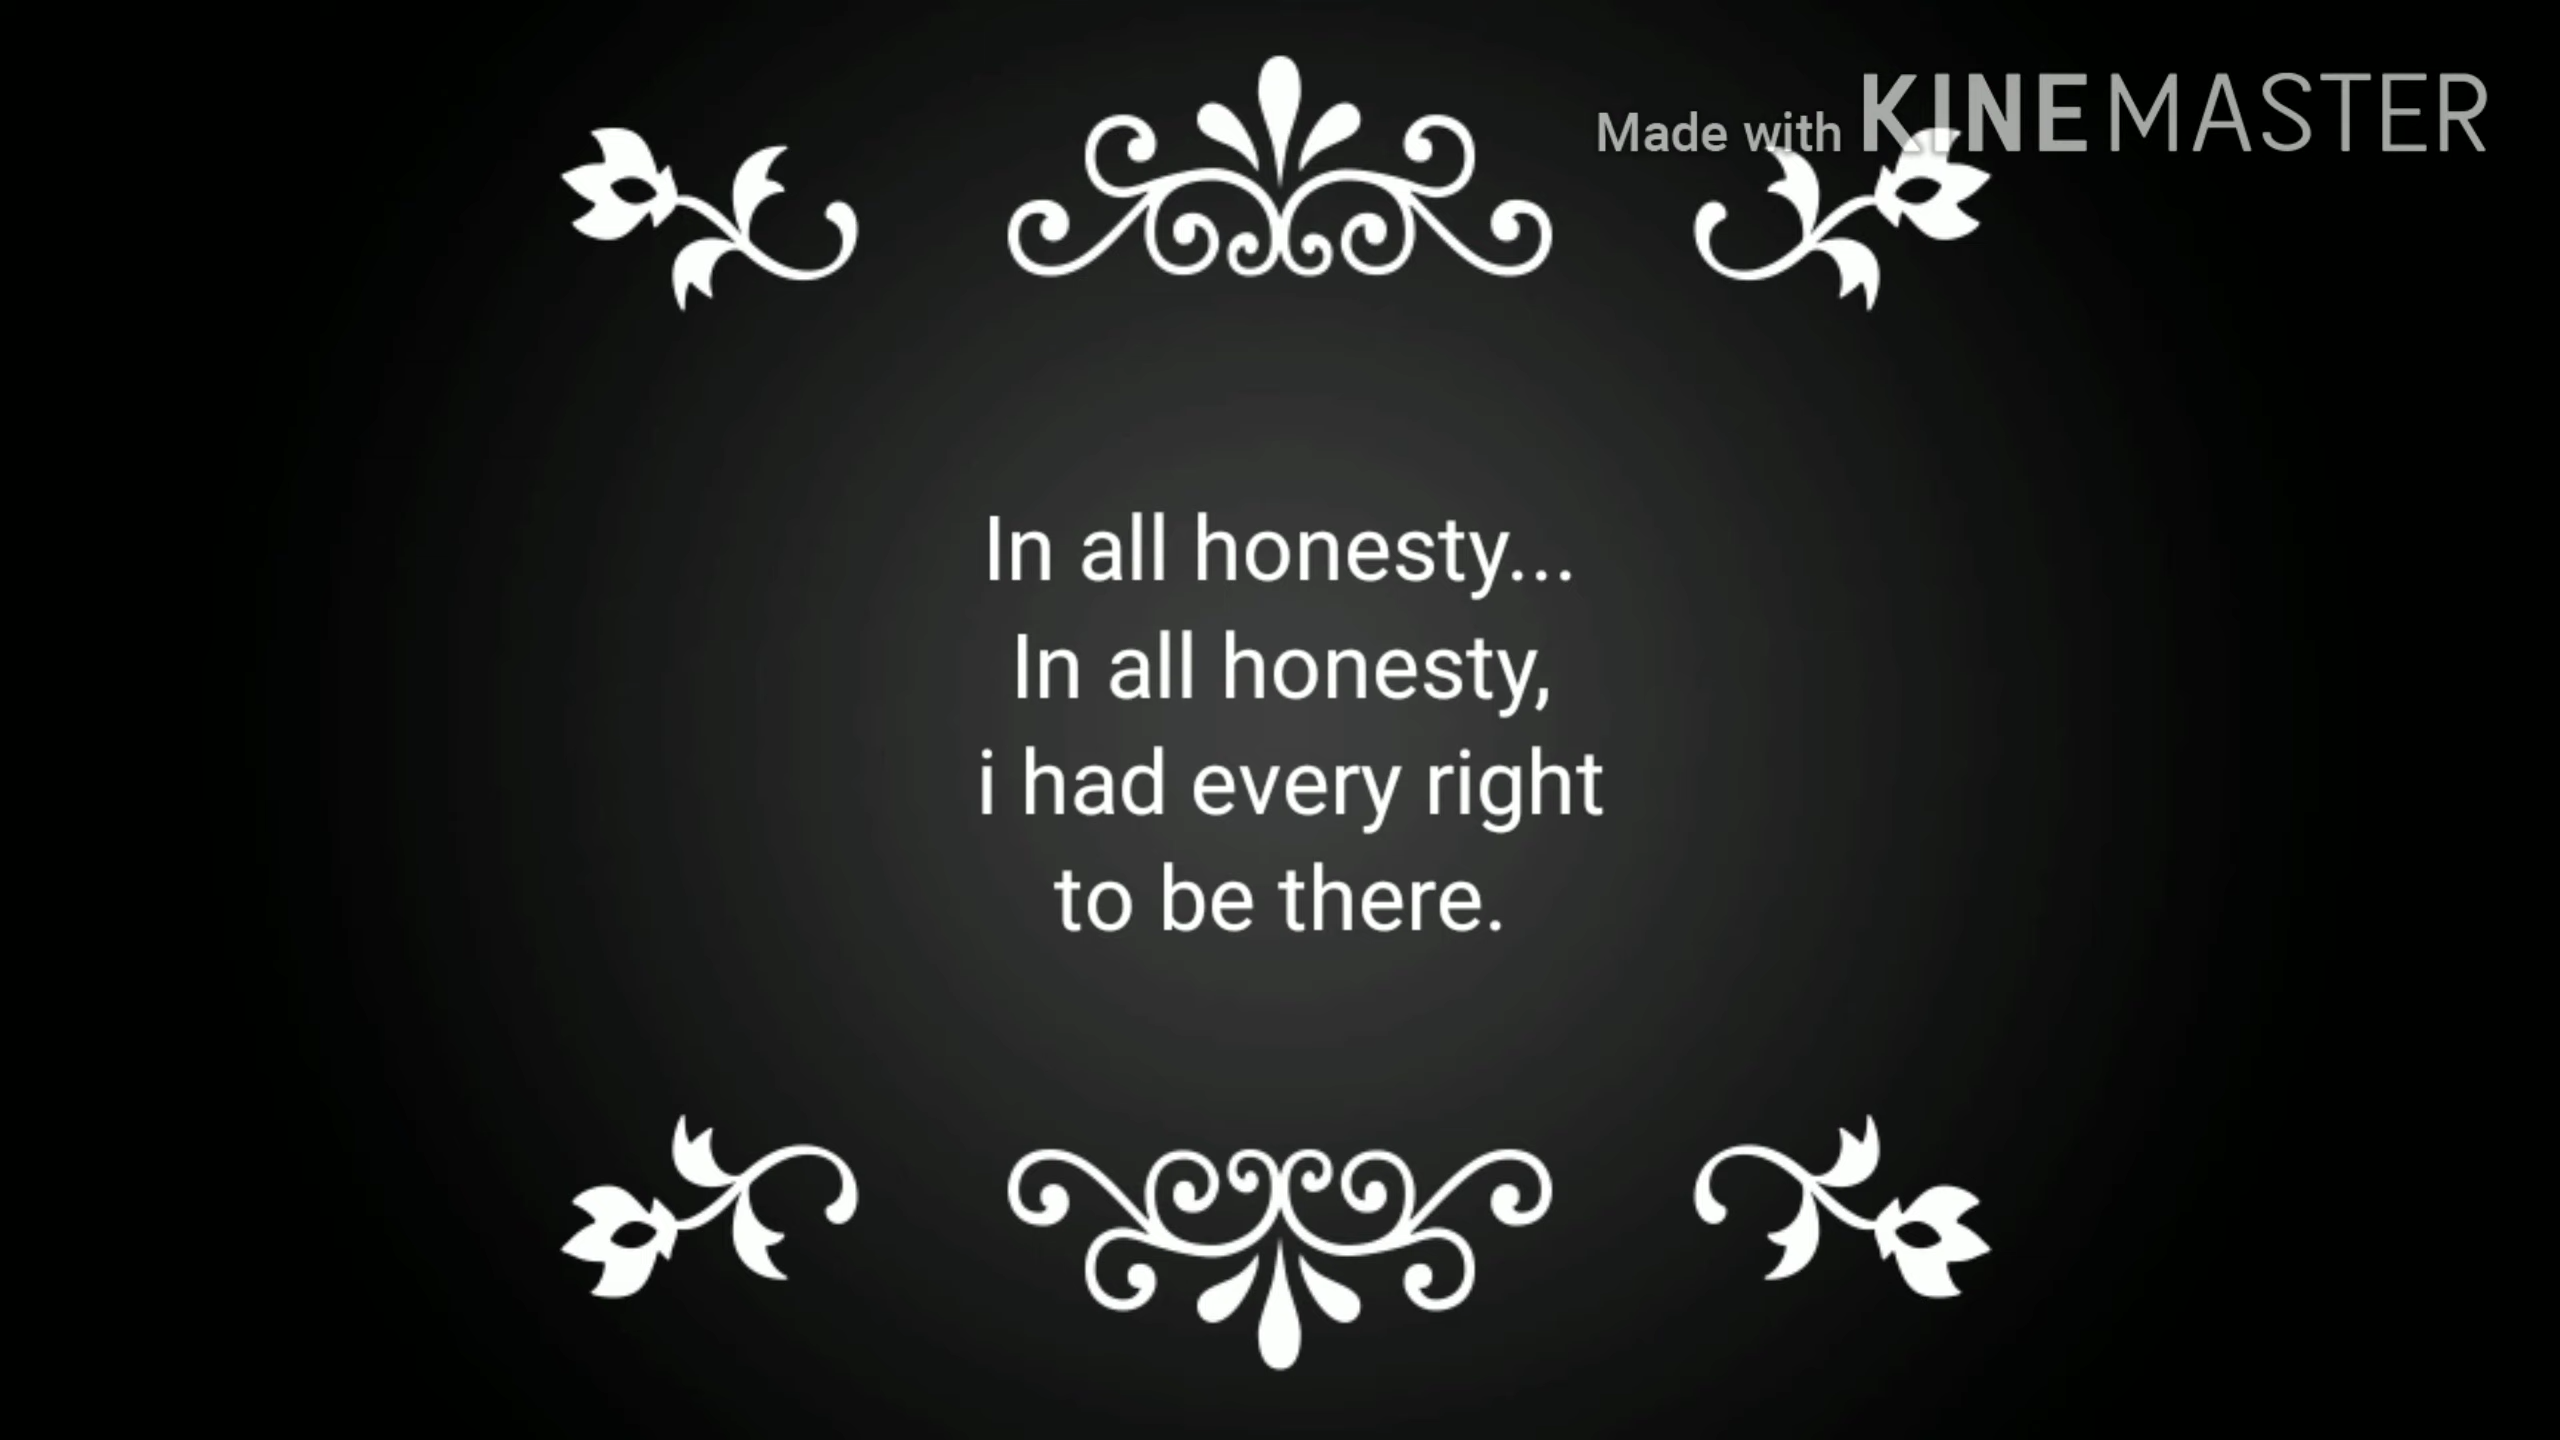 Made with KINEMASTER
In all honesty...
In all honesty,
i had every right
to be there.